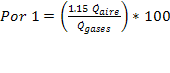 Por 1 = (1.15 Q_aire / Q_gases) * 100